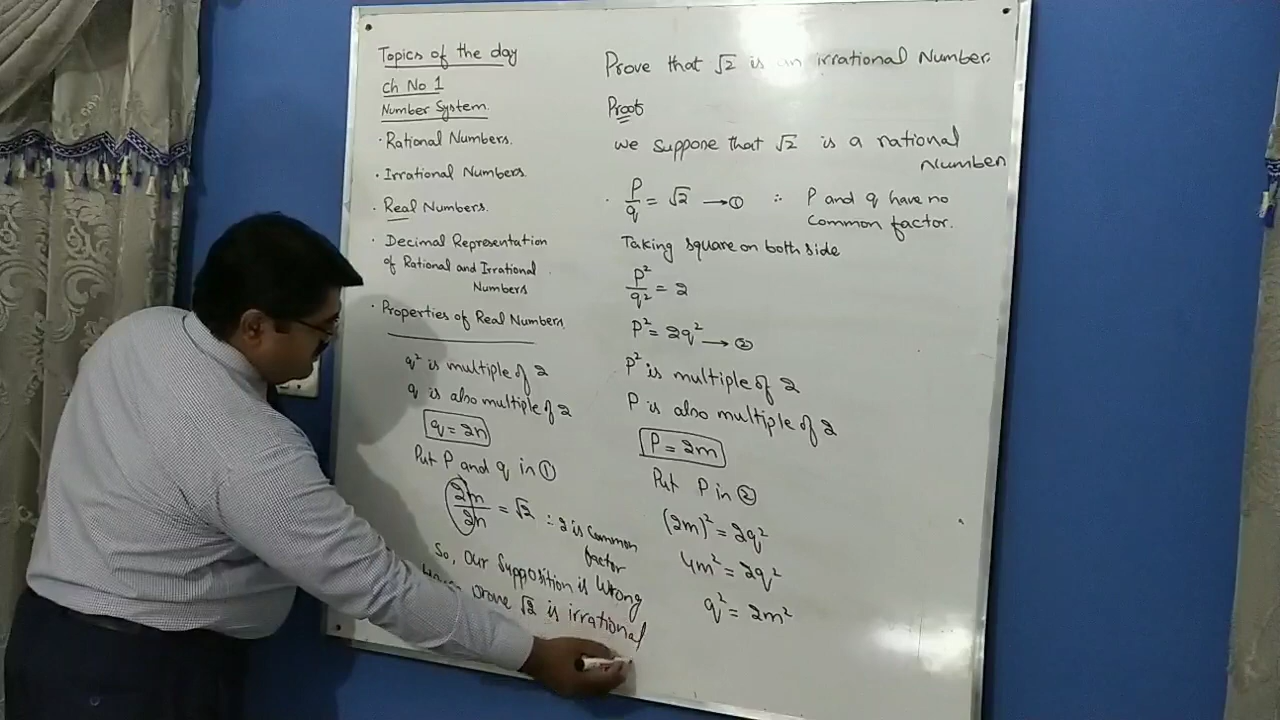 Topics of the day
Ch No 1
Number System.
· Rational Numbers.
· Irrational Numbers.
· Real Numbers.
· Decimal Representation
of Rational and Irrational
Numbers
· Properties of Real Numbers
Prove that √2 is an irrational Number.
Proof
we suppose that √2 is a rational
Number
P/q = √2 → ① ∴ P and q have no
Common factor.
Taking square on both side
P²/q² = 2
P² = 2q² → ②
P² is multiple of 2
P is also multiple of 2
P = 2m
Put P in ②
(2m)² = 2q²
4m² = 2q²
q² = 2m²
q² is multiple of 2
q is also multiple of 2
q = 2n
Put P and q in ①
2m/2n = √2 ∴ 2 is Common
factor
So, Our Supposition is Wrong
prove √2 is irrational